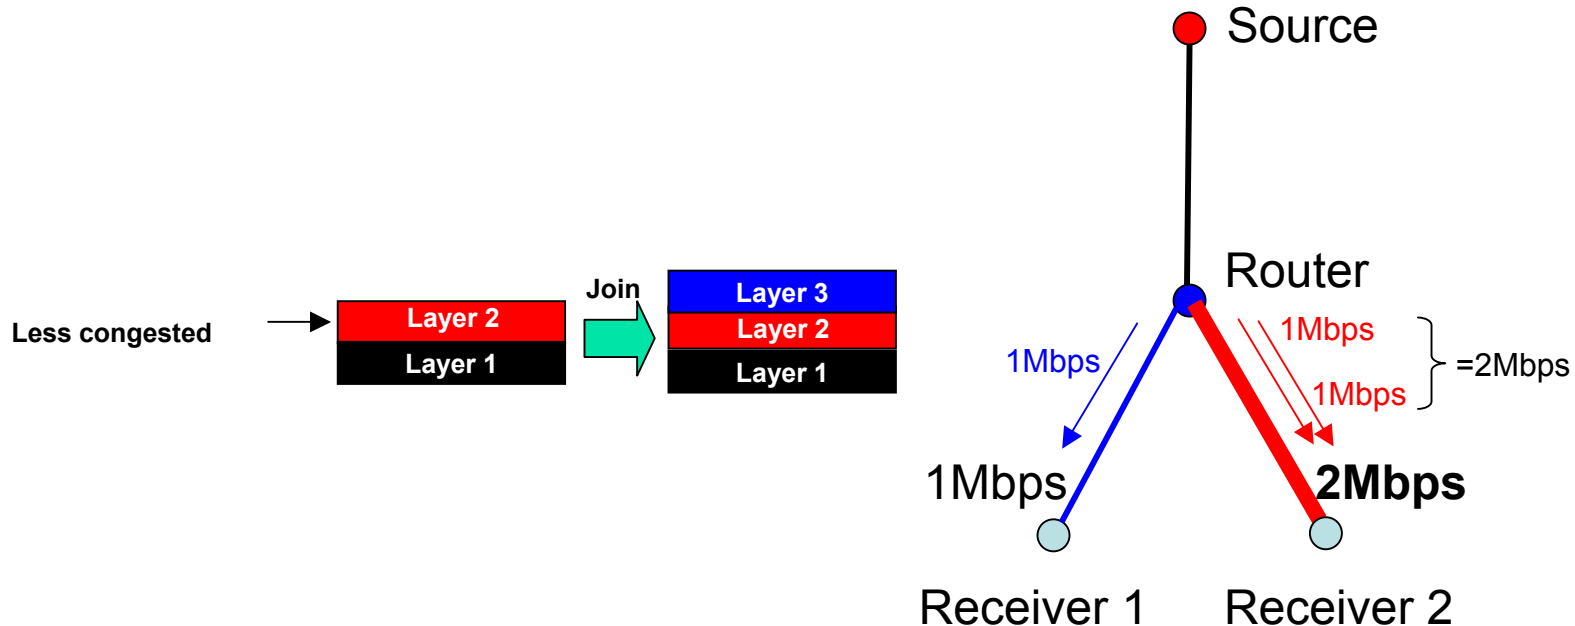 Less congested
Layer 2
Layer 1
Join
Layer 3
Layer 2
Layer 1
Source
Router
1Mbps
1Mbps
1Mbps
=2Mbps
1Mbps
2Mbps
Receiver 1
Receiver 2